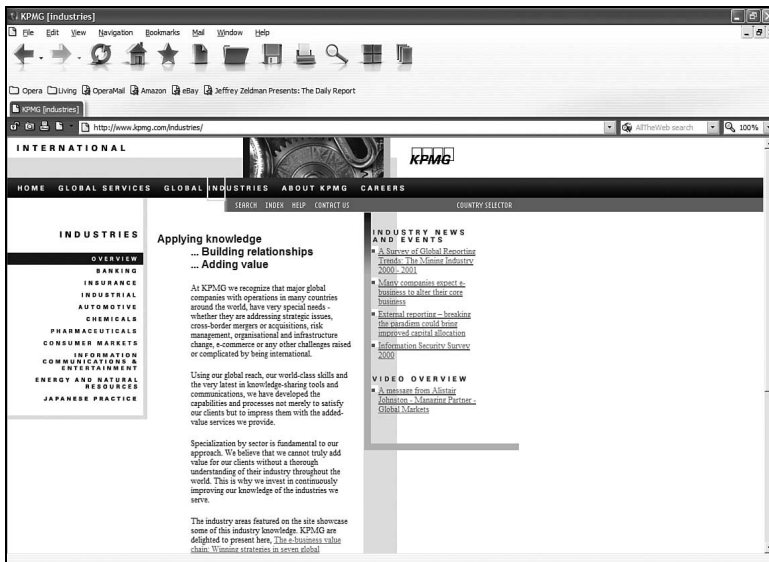 KPMG [industries]
File Edit View Navigation Bookmarks Mail Window Help
Opera Living OperaMail Amazon eBay Jeffrey Zeldman Presents: The Daily Report
KPMG [industries]
http://www.kpmg.com/industries/ AllTheWeb search 100%
INTERNATIONAL
KPMG
HOME GLOBAL SERVICES GLOBAL INDUSTRIES ABOUT KPMG CAREERS
SEARCH INDEX HELP CONTACT US COUNTRY SELECTOR
INDUSTRIES
OVERVIEW
BANKING
INSURANCE
INDUSTRIAL
AUTOMOTIVE
CHEMICALS
PHARMACEUTICALS
CONSUMER MARKETS
INFORMATION
COMMUNICATIONS &
ENTERTAINMENT
ENERGY AND NATURAL
RESOURCES
JAPANESE PRACTICE
Applying knowledge
... Building relationships
... Adding value
At KPMG we recognize that major global
companies with operations in many countries
around the world, have very special needs -
whether they are addressing strategic issues,
cross-border mergers or acquisitions, risk
management, organisational and infrastructure
change, e-commerce or any other challenges raised
or complicated by being international.
Using our global reach, our world-class skills and
the very latest in knowledge-sharing tools and
communications, we have developed the
capabilities and processes not merely to satisfy
our clients but to impress them with the added-
value services we provide.
Specialization by sector is fundamental to our
approach. We believe that we cannot truly add
value for our clients without a thorough
understanding of their industry throughout the
world. This is why we invest in continuously
improving our knowledge of the industries we
serve.
The industry areas featured on the site showcase
some of this industry knowledge. KPMG are
delighted to present here, The e-business value
chain: Winning strategies in seven global
INDUSTRY NEWS
AND EVENTS
A Survey of Global Reporting
Trends: The Mining Industry
2000 - 2001
Many companies expect e-
business to alter their core
business
External reporting – breaking
the paradigm could bring
improved capital allocation
Information Security Survey
2000
VIDEO OVERVIEW
A message from Alistair
Johnston - Managing Partner -
Global Markets